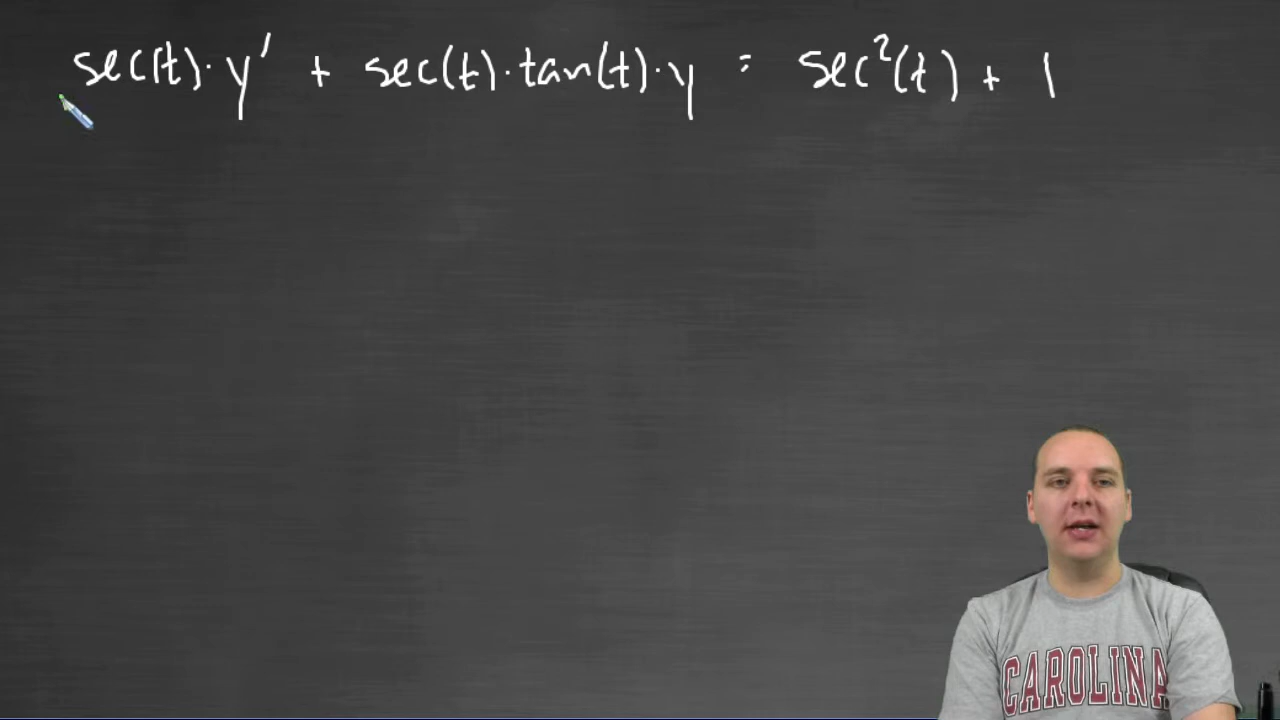 sec(t)·y' + sec(t)·tan(t)·y = sec²(t) + 1
CAROLINA